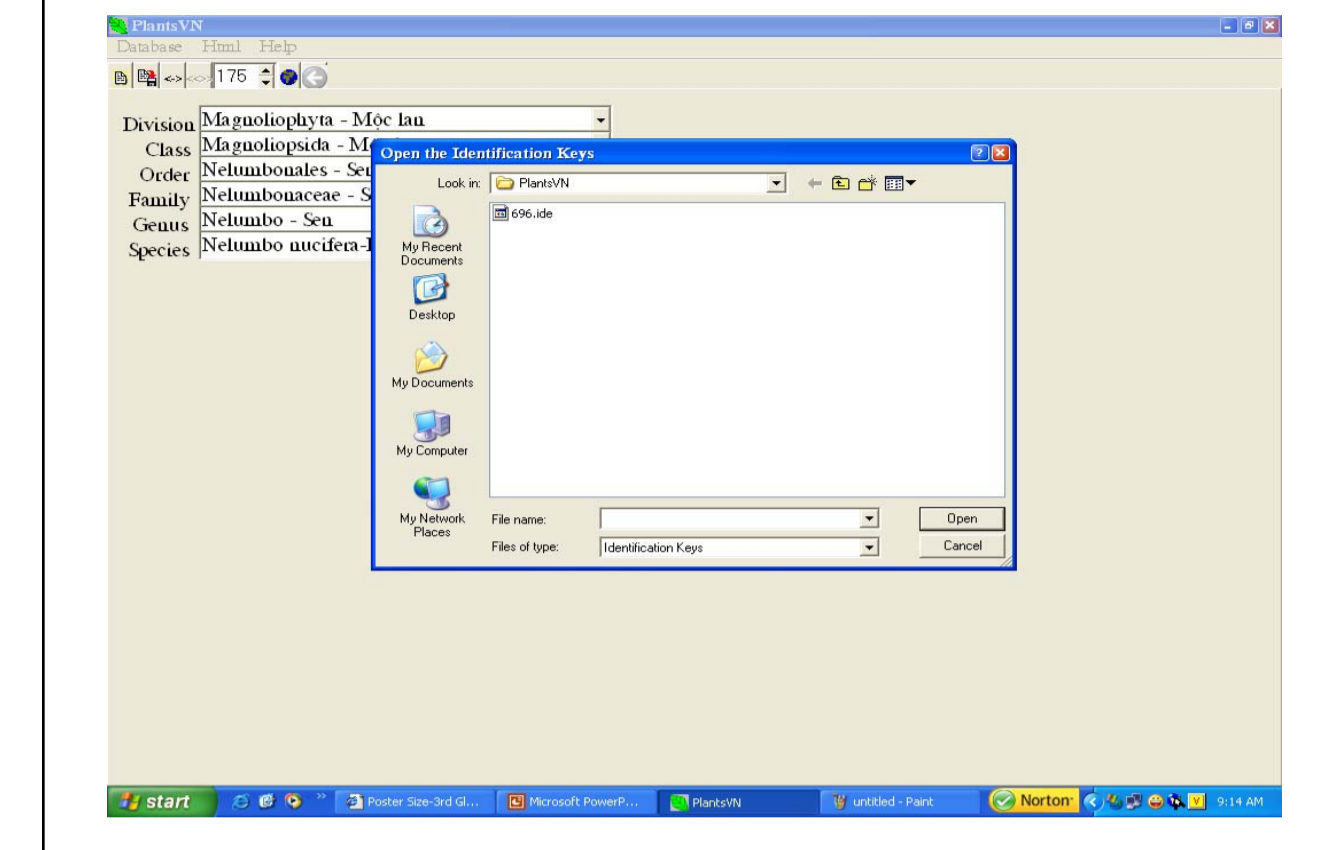 PlantsVN
Database Html Help
175
Division Magnoliophyta - Mộc lan
Class Magnoliopsida - M
Order Nelumbonales - Sen
Family Nelumbonaceae - S
Genus Nelumbo - Sen
Species Nelumbo nucifera-
Open the Identification Keys
Look in: PlantsVN
696.ide
My Recent
Documents
Desktop
My Documents
My Computer
My Network
Places
File name: Open
Files of type: Identification Keys Cancel
start Poster Size-3rd Gl... Microsoft PowerP... PlantsVN untitled - Paint Norton 9:14 AM